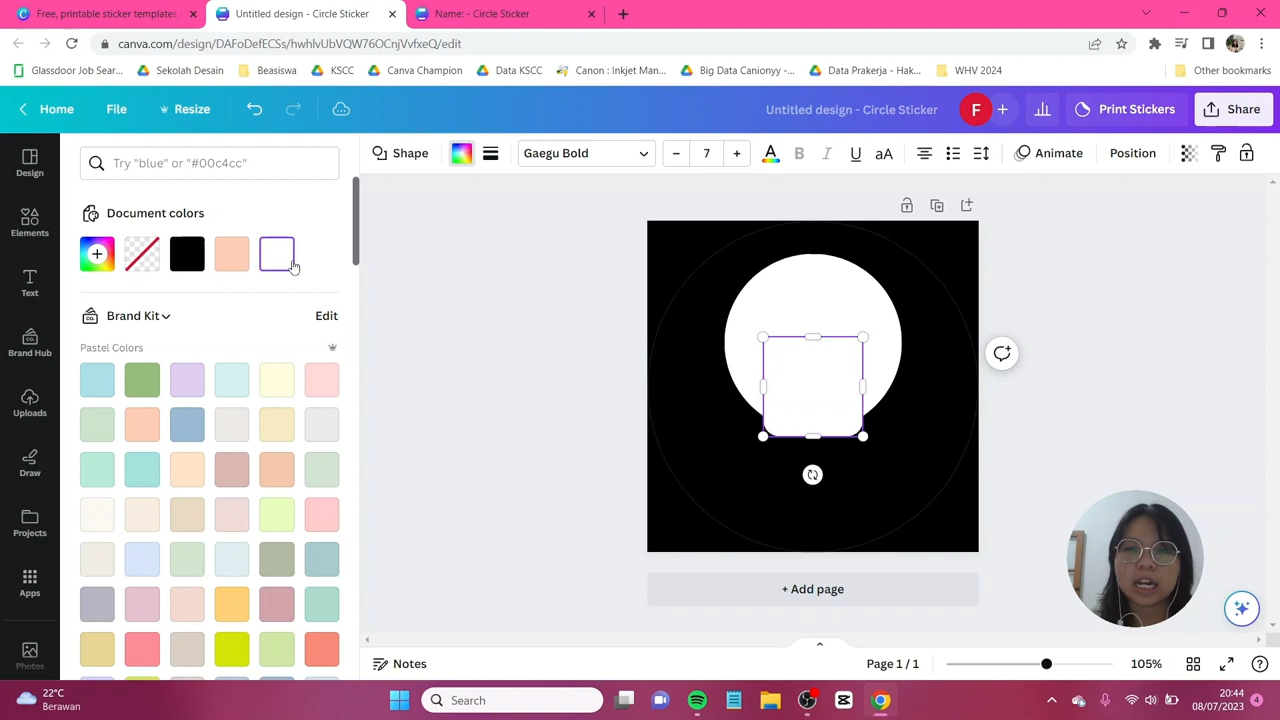 Free, printable sticker templates
Untitled design - Circle Sticker
Name: - Circle Sticker
canva.com/design/DAFoDefECSs/hwhlvUbVQW76OCnjVvfxeQ/edit
Glassdoor Job Sear...
Sekolah Desain
Beasiswa
KSCC
Canva Champion
Data KSCC
Canon : Inkjet Man...
Big Data Canionyy -...
Data Prakerja - Hak...
WHV 2024
Other bookmarks
Home
File
Resize
Untitled design - Circle Sticker
F
Print Stickers
Share
Design
Elements
Text
Brand Hub
Uploads
Draw
Projects
Apps
Photos
Try "blue" or "#00c4cc"
Document colors
Brand Kit
Edit
Pastel Colors
Shape
Gaegu Bold
7
A
B
I
U
aA
Animate
Position
+ Add page
Notes
Page 1 / 1
105%
22°C
Berawan
Search
20:44
08/07/2023
4